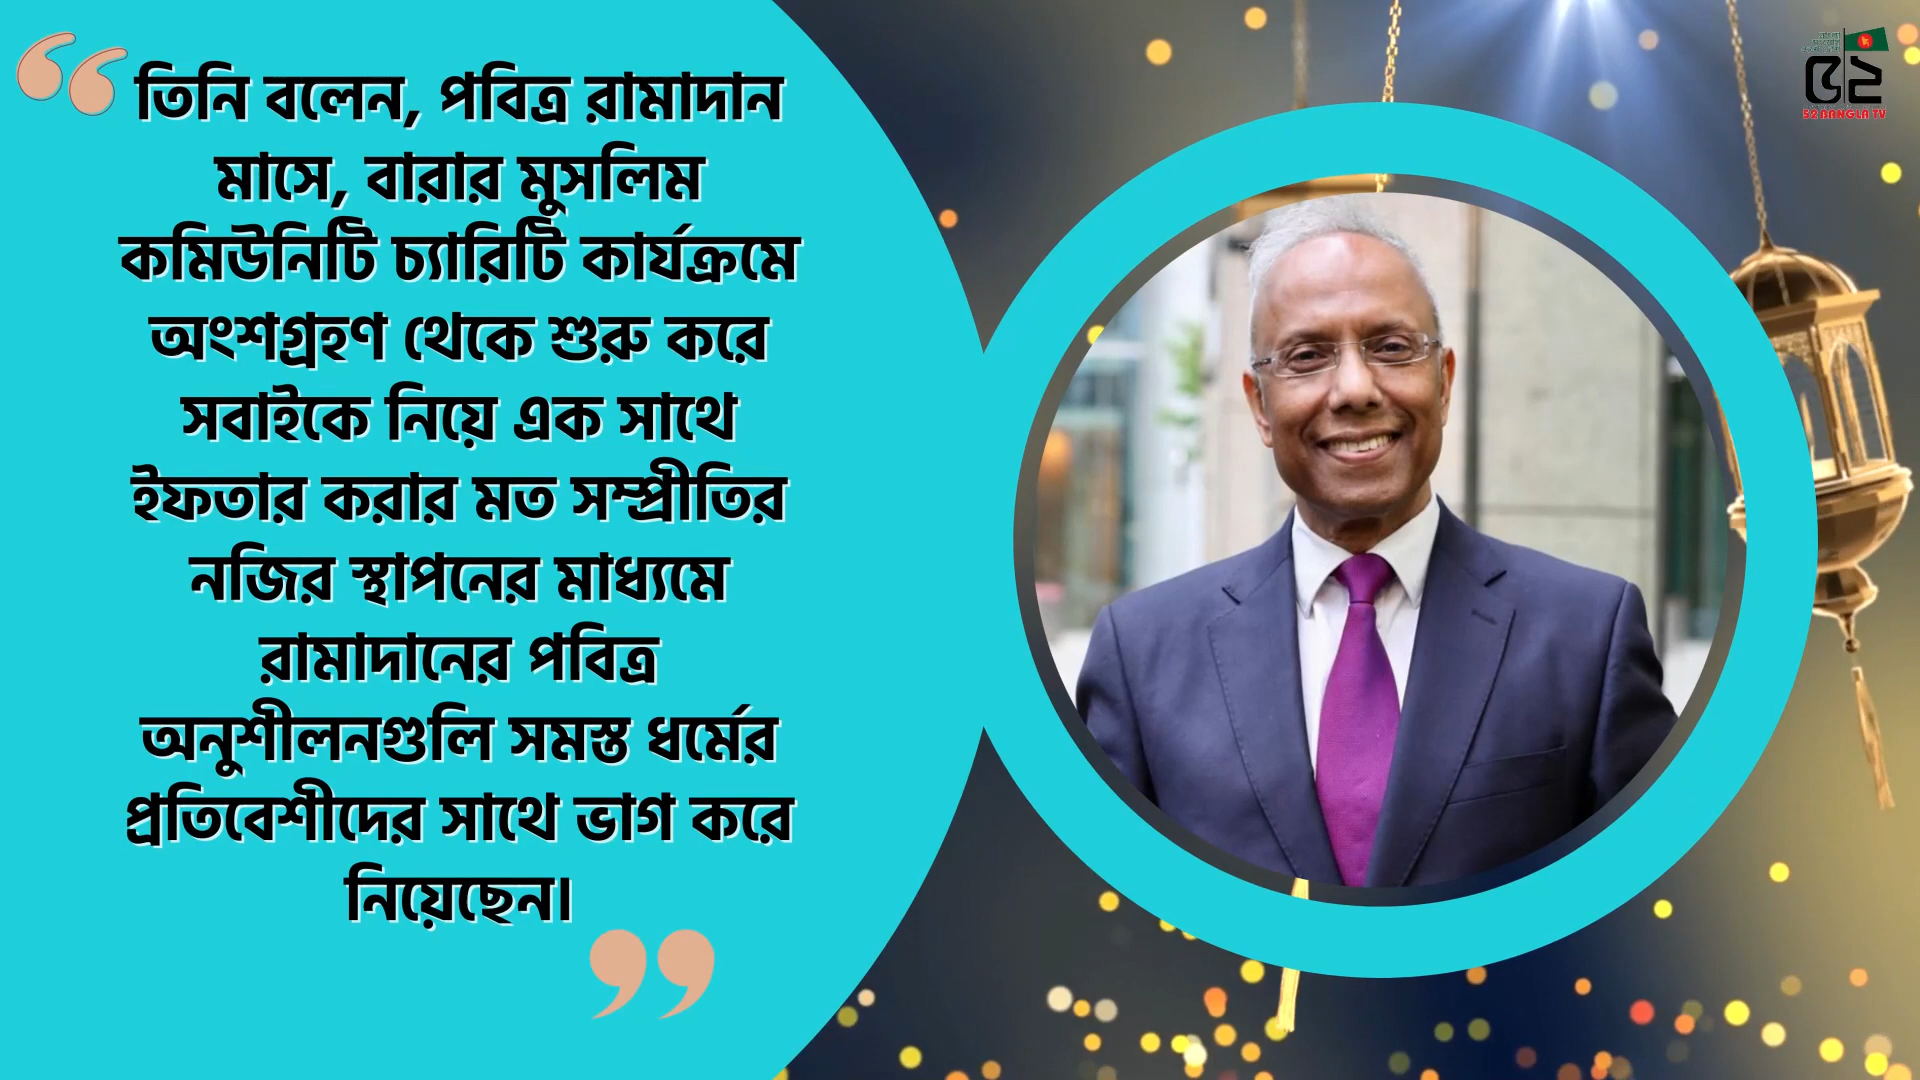 তিনি বলেন, পবিত্র রামাদান
মাসে, বারার মুসলিম
কমিউনিটি চ্যারিটি কার্যক্রমে
অংশগ্রহণ থেকে শুরু করে
সবাইকে নিয়ে এক সাথে
ইফতার করার মত সম্প্রীতির
নজির স্থাপনের মাধ্যমে
রামাদানের পবিত্র
অনুশীলনগুলি সমস্ত ধর্মের
প্রতিবেশীদের সাথে ভাগ করে
নিয়েছেন।
৫২
52 BANGLA TV